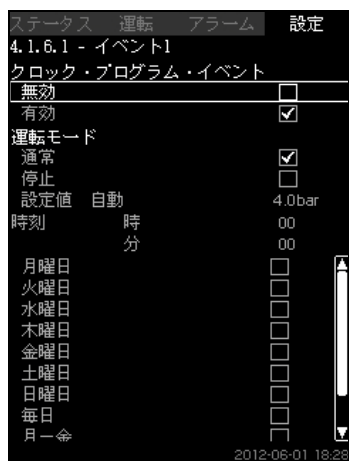 ステータス 運転 アラーム 設定
4.1.6.1 - イベント1
クロック・プログラム・イベント
無効
有効
運転モード
通常
停止
設定値 自動 4.0bar
時刻 時 00
分 00
月曜日
火曜日
水曜日
木曜日
金曜日
土曜日
日曜日
毎日
月ー金
2012-06-01 18:28